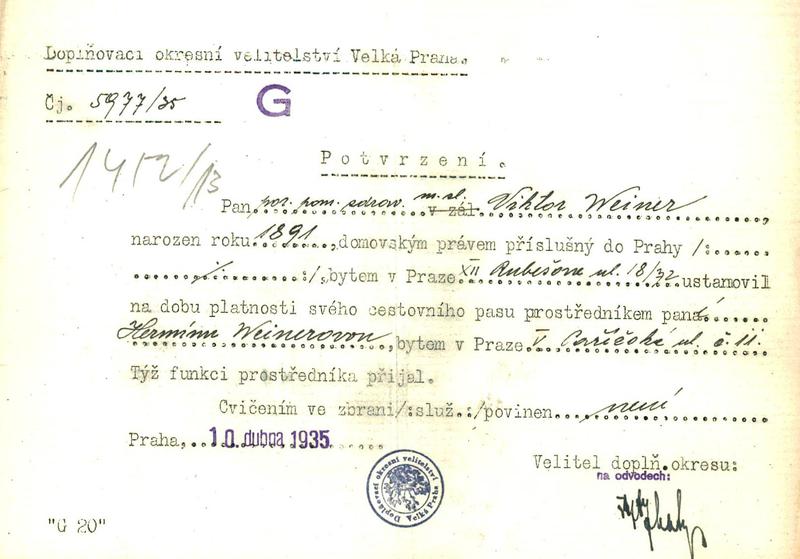 Doplňovací okresní velitelství Velká Praha.
Čj. 5977/35
G
1452/13
Potvrzení.
Pan por. pom. zdrav. m.sl. v zál. Viktor Weiner,
narozen roku 1891, domovským právem příslušný do Prahy /:
:/, bytem v Praze XII Rubešova ul. 18/32 ustanovil
na dobu platnosti svého cestovního pasu prostředníkem paní
Hermínu Weinerovou, bytem v Praze V ul. č. 11.
Týž funkci prostředníka přijal.
Cvičením ve zbrani/:služ.:/povinen není
Praha, 10. dubna 1935.
Velitel doplň.okresu:
na odvodech:
Doplňovací okresní velitelství Velká Praha
"G 20"